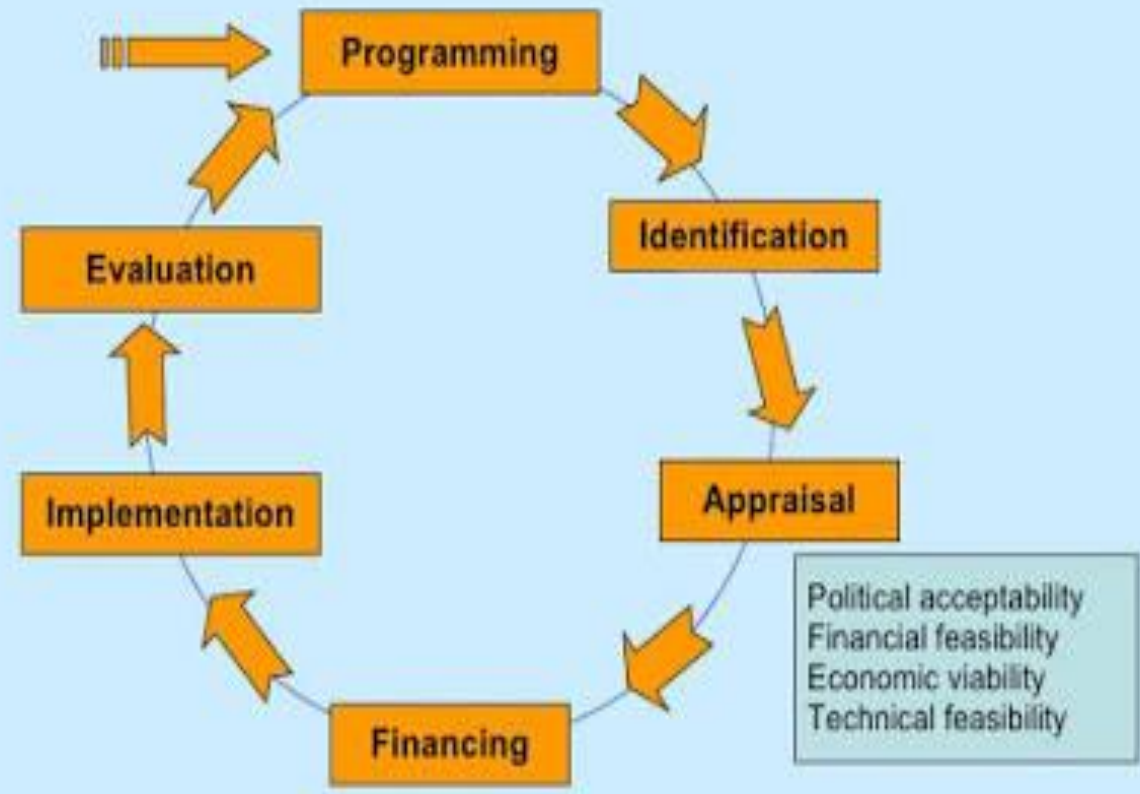 Programming
Identification
Evaluation
Appraisal
Implementation
Political acceptability
Financial feasibility
Economic viability
Technical feasibility
Financing